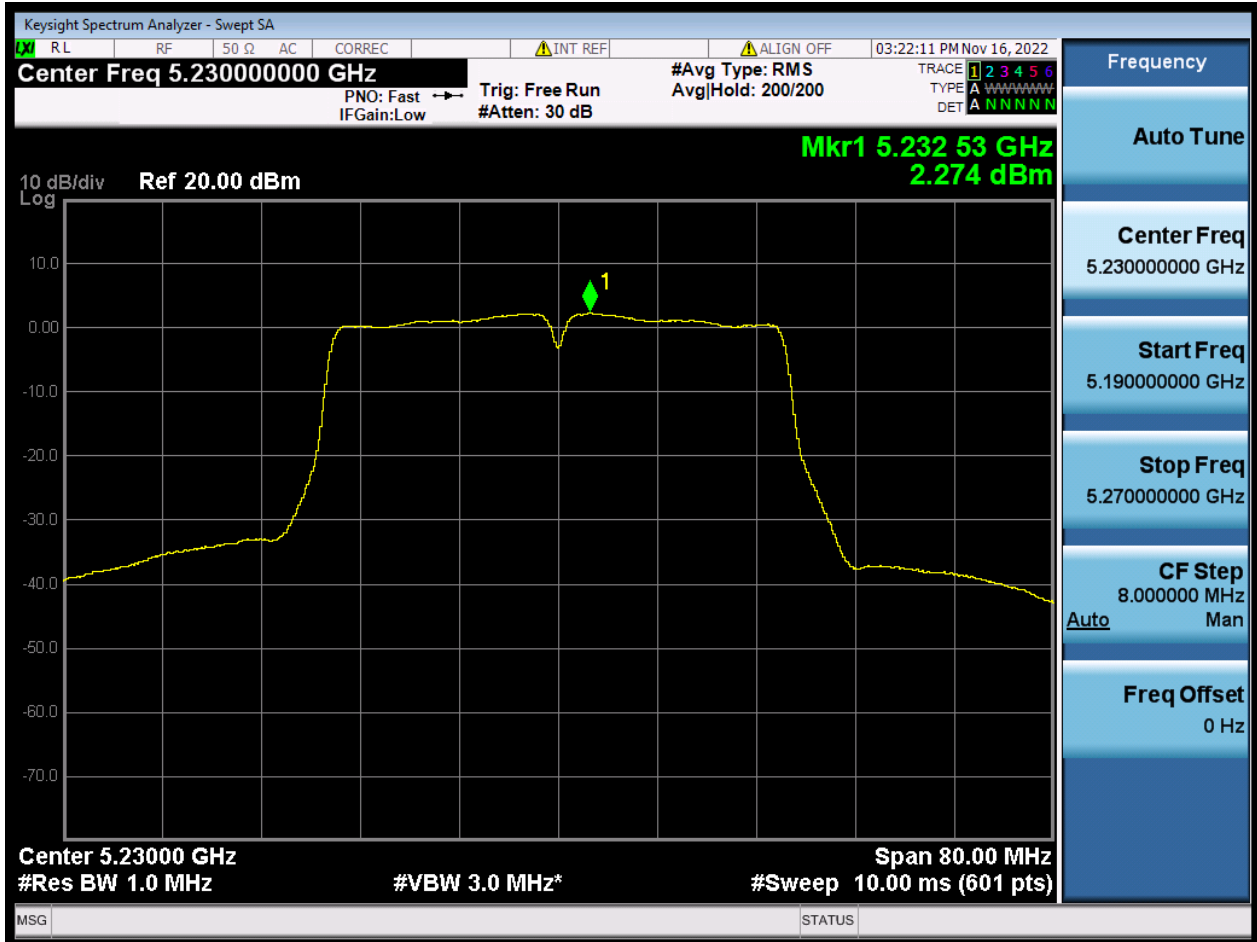 Keysight Spectrum Analyzer - Swept SA
LXI RL RF 50 Ω AC CORREC INT REF ALIGN OFF 03:22:11 PM Nov 16, 2022
Center Freq 5.230000000 GHz
PNO: Fast
IFGain:Low
Trig: Free Run
#Atten: 30 dB
#Avg Type: RMS
Avg|Hold: 200/200
TRACE 1 2 3 4 5 6
TYPE A WWWWW
DET A N N N N N
Mkr1 5.232 53 GHz
2.274 dBm
10 dB/div Ref 20.00 dBm
Log
10.0
0.00
-10.0
-20.0
-30.0
-40.0
-50.0
-60.0
-70.0
1
Center 5.23000 GHz
Span 80.00 MHz
#Res BW 1.0 MHz
#VBW 3.0 MHz*
#Sweep 10.00 ms (601 pts)
MSG
STATUS
Frequency
Auto Tune
Center Freq
5.230000000 GHz
Start Freq
5.190000000 GHz
Stop Freq
5.270000000 GHz
CF Step
8.000000 MHz
Auto Man
Freq Offset
0 Hz